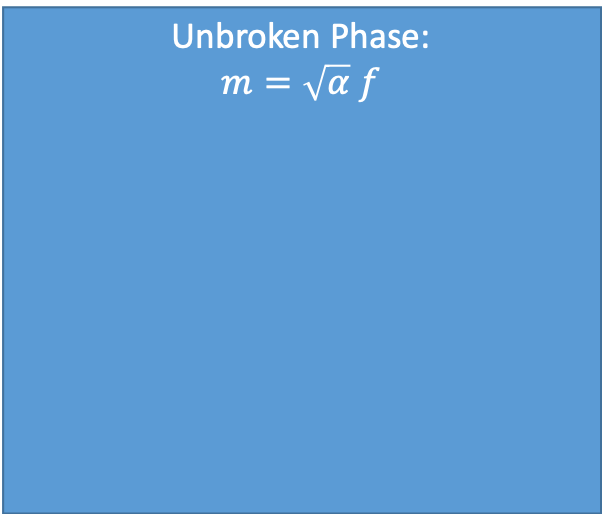 Unbroken Phase:
m = √α f